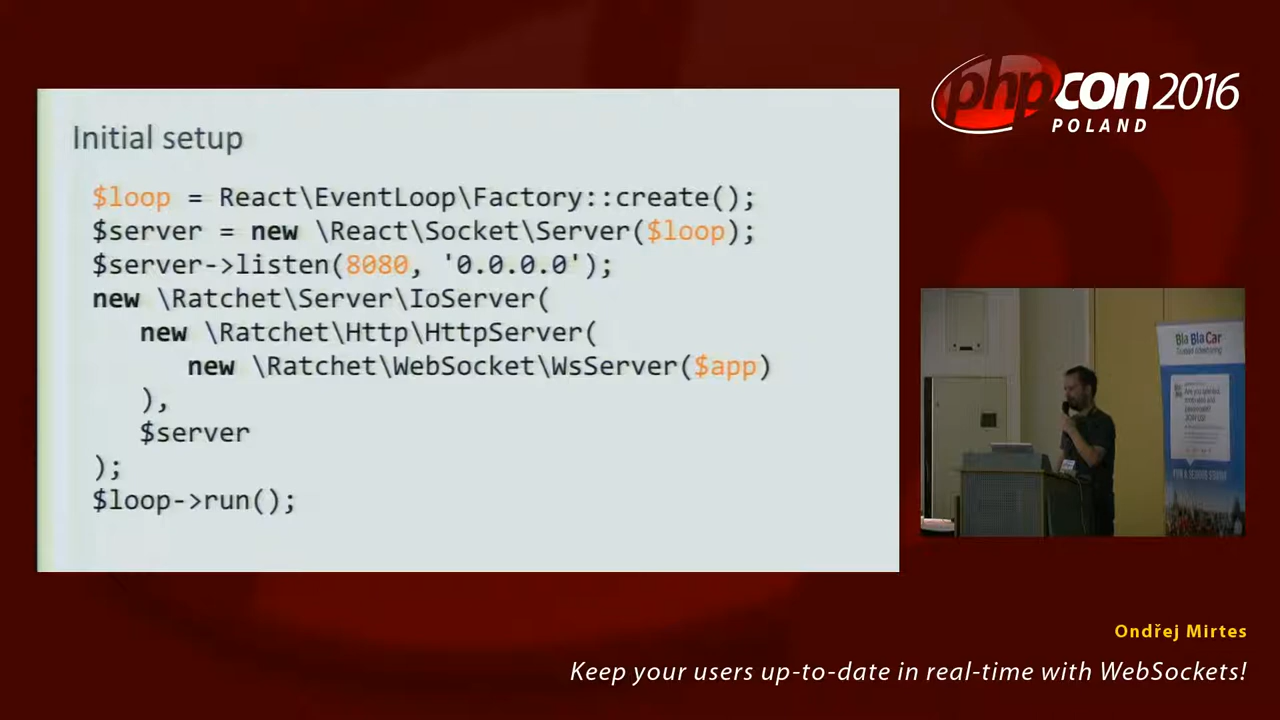 phpcon 2016
POLAND
Initial setup
$loop = React\EventLoop\Factory::create();
$server = new \React\Socket\Server($loop);
$server->listen(8080, '0.0.0.0');
new \Ratchet\Server\IoServer(
new \Ratchet\Http\HttpServer(
new \Ratchet\WebSocket\WsServer($app)
),
$server
);
$loop->run();
Bla Bla Car
JOIN US
Ondřej Mirtes
Keep your users up-to-date in real-time with WebSockets!